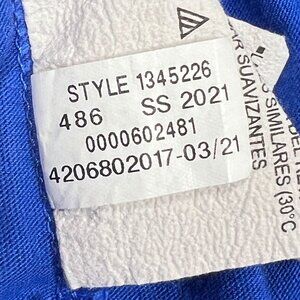 STYLE 1345226
486 SS 2021
0000602481
4206802017-03/21
SUAVIZANTES
SIMILARES (30°C